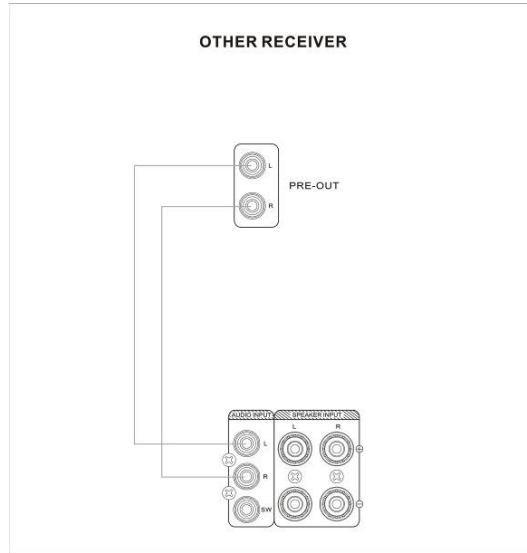 OTHER RECEIVER
L
PRE-OUT
R
AUDIO INPUT
SPEAKER INPUT
L
R
L
R
SW